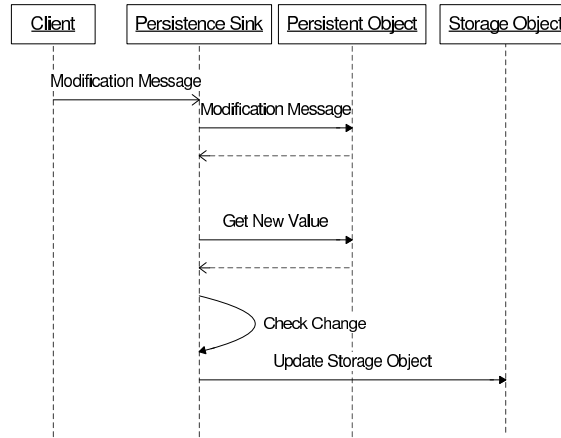 Client
Persistence Sink
Persistent Object
Storage Object
Modification Message
Modification Message
Get New Value
Check Change
Update Storage Object